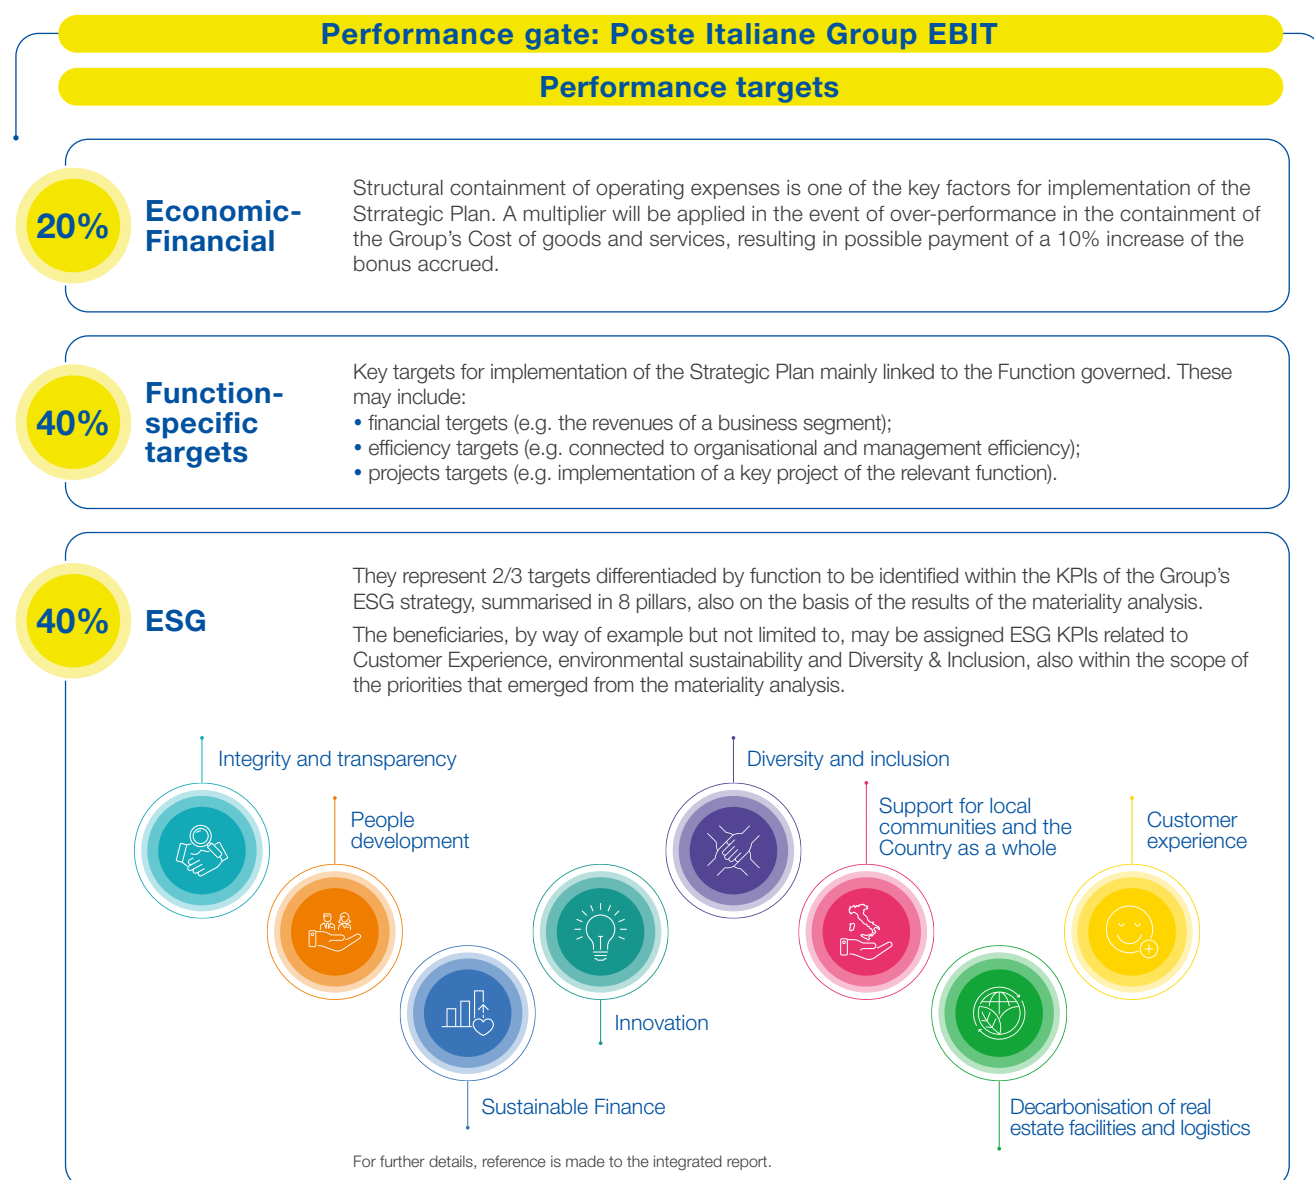 Performance gate: Poste Italiane Group EBIT
Performance targets
20%
Economic-
Financial
Structural containment of operating expenses is one of the key factors for implementation of the
Strrategic Plan. A multiplier will be applied in the event of over-performance in the containment of
the Group's Cost of goods and services, resulting in possible payment of a 10% increase of the
bonus accrued.
40%
Function-
specific
targets
Key targets for implementation of the Strategic Plan mainly linked to the Function governed. These
may include:
• financial tergets (e.g. the revenues of a business segment);
• efficiency targets (e.g. connected to organisational and management efficiency);
• projects targets (e.g. implementation of a key project of the relevant function).
40%
ESG
They represent 2/3 targets differentiaded by function to be identified within the KPIs of the Group's
ESG strategy, summarised in 8 pillars, also on the basis of the results of the materiality analysis.
The beneficiaries, by way of example but not limited to, may be assigned ESG KPIs related to
Customer Experience, environmental sustainability and Diversity & Inclusion, also within the scope of
the priorities that emerged from the materiality analysis.
Integrity and transparency
People
development
Sustainable Finance
Innovation
Diversity and inclusion
Support for local
communities and the
Country as a whole
Decarbonisation of real
estate facilities and logistics
Customer
experience
For further details, reference is made to the integrated report.